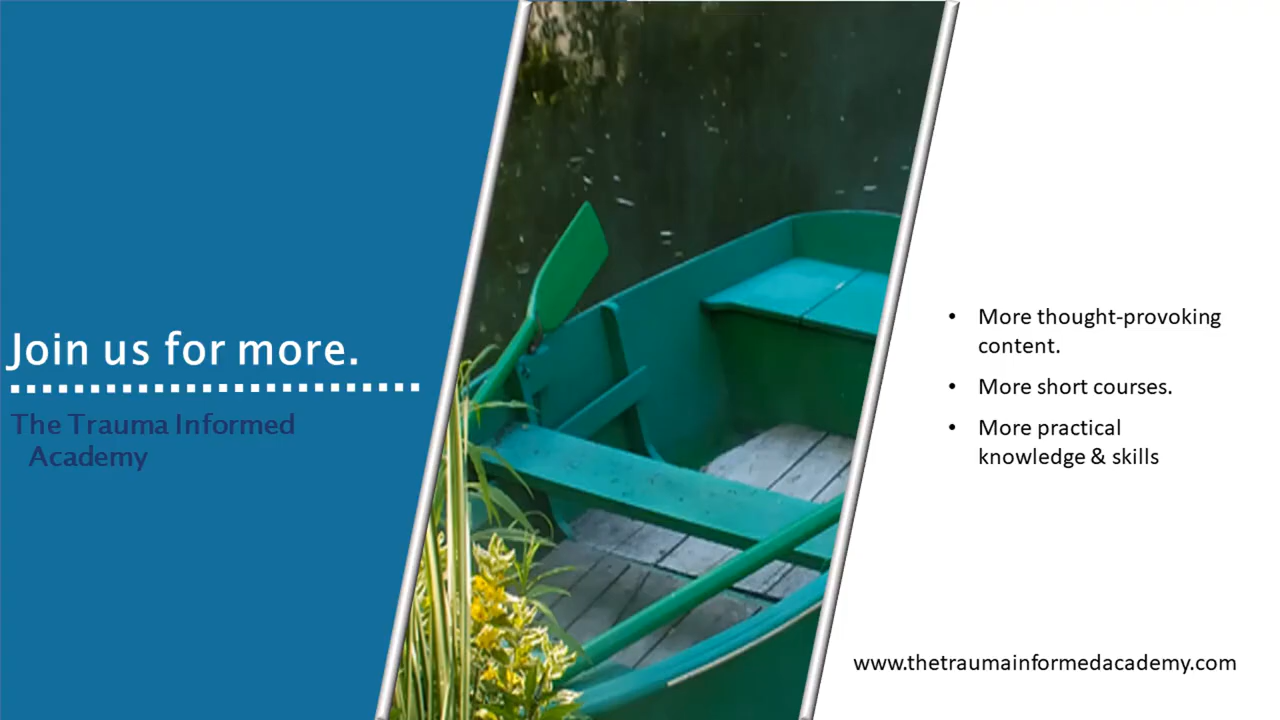 Join us for more.
The Trauma Informed
Academy
• More thought-provoking
content.
• More short courses.
• More practical
knowledge & skills
www.thetraumainformedacademy.com